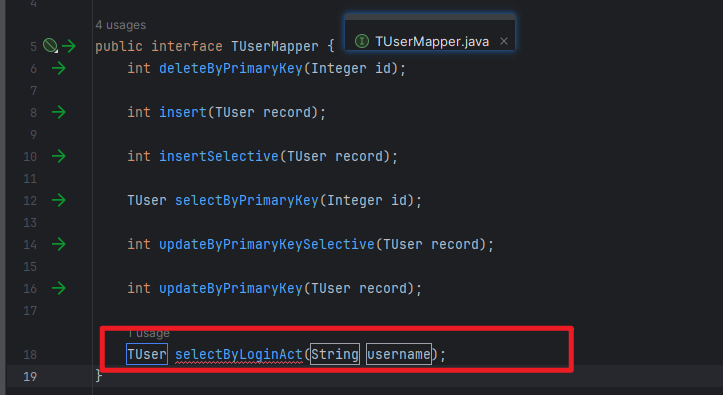 4
4 usages
5 public interface TUserMapper {
TUserMapper.java ×
6 int deleteByPrimaryKey(Integer id);
7
8 int insert(TUser record);
9
10 int insertSelective(TUser record);
11
12 TUser selectByPrimaryKey(Integer id);
13
14 int updateByPrimaryKeySelective(TUser record);
15
16 int updateByPrimaryKey(TUser record);
17
1 usage
18 TUser selectByLoginAct(String username);
19 }